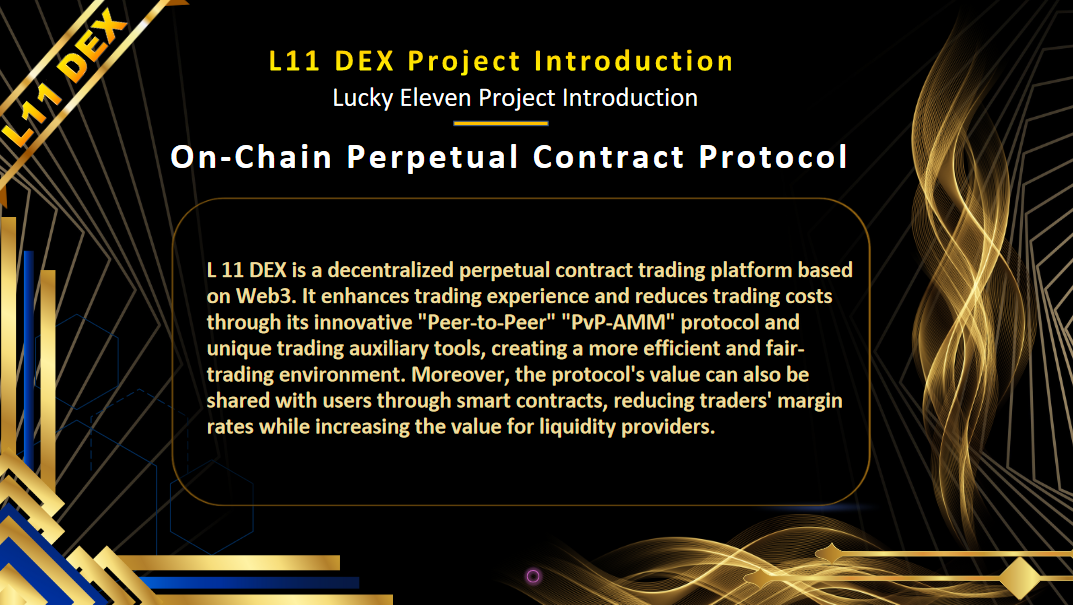 L11 DEX
L11 DEX Project Introduction
Lucky Eleven Project Introduction
On-Chain Perpetual Contract Protocol
L 11 DEX is a decentralized perpetual contract trading platform based
on Web3. It enhances trading experience and reduces trading costs
through its innovative "Peer-to-Peer" "PvP-AMM" protocol and
unique trading auxiliary tools, creating a more efficient and fair-
trading environment. Moreover, the protocol's value can also be
shared with users through smart contracts, reducing traders' margin
rates while increasing the value for liquidity providers.